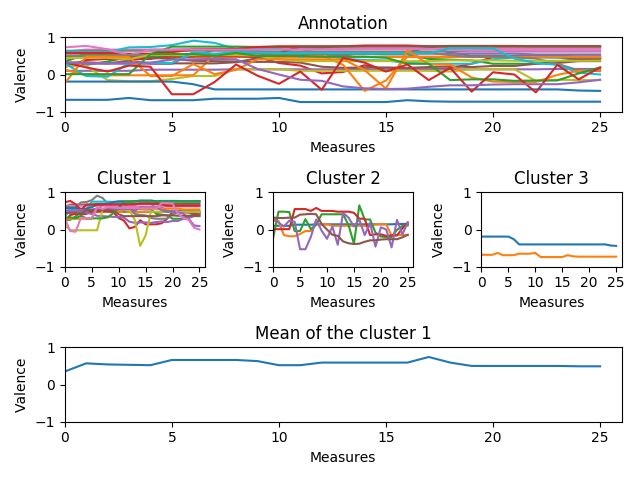 Annotation
Valence
1
0
−1
0 5 10 15 20 25
Measures
Cluster 1 Cluster 2 Cluster 3
Valence Valence Valence
1 1 1
0 0 0
−1 −1 −1
0 5 10 15 20 25 0 5 10 15 20 25 0 5 10 15 20 25
Measures Measures Measures
Mean of the cluster 1
Valence
1
0
−1
0 5 10 15 20 25
Measures